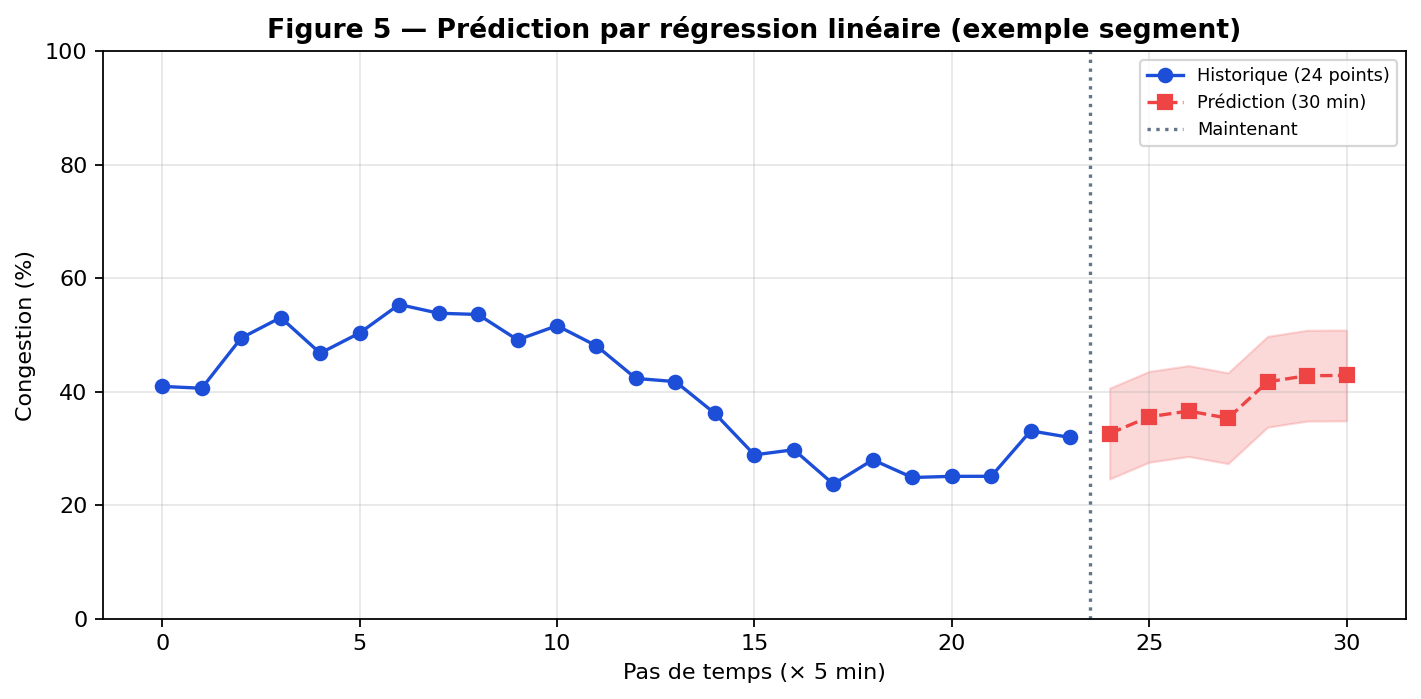 Figure 5 — Prédiction par régression linéaire (exemple segment)
Historique (24 points)
Prédiction (30 min)
Maintenant
Congestion (%)
100
80
60
40
20
0
0 5 10 15 20 25 30
Pas de temps (× 5 min)